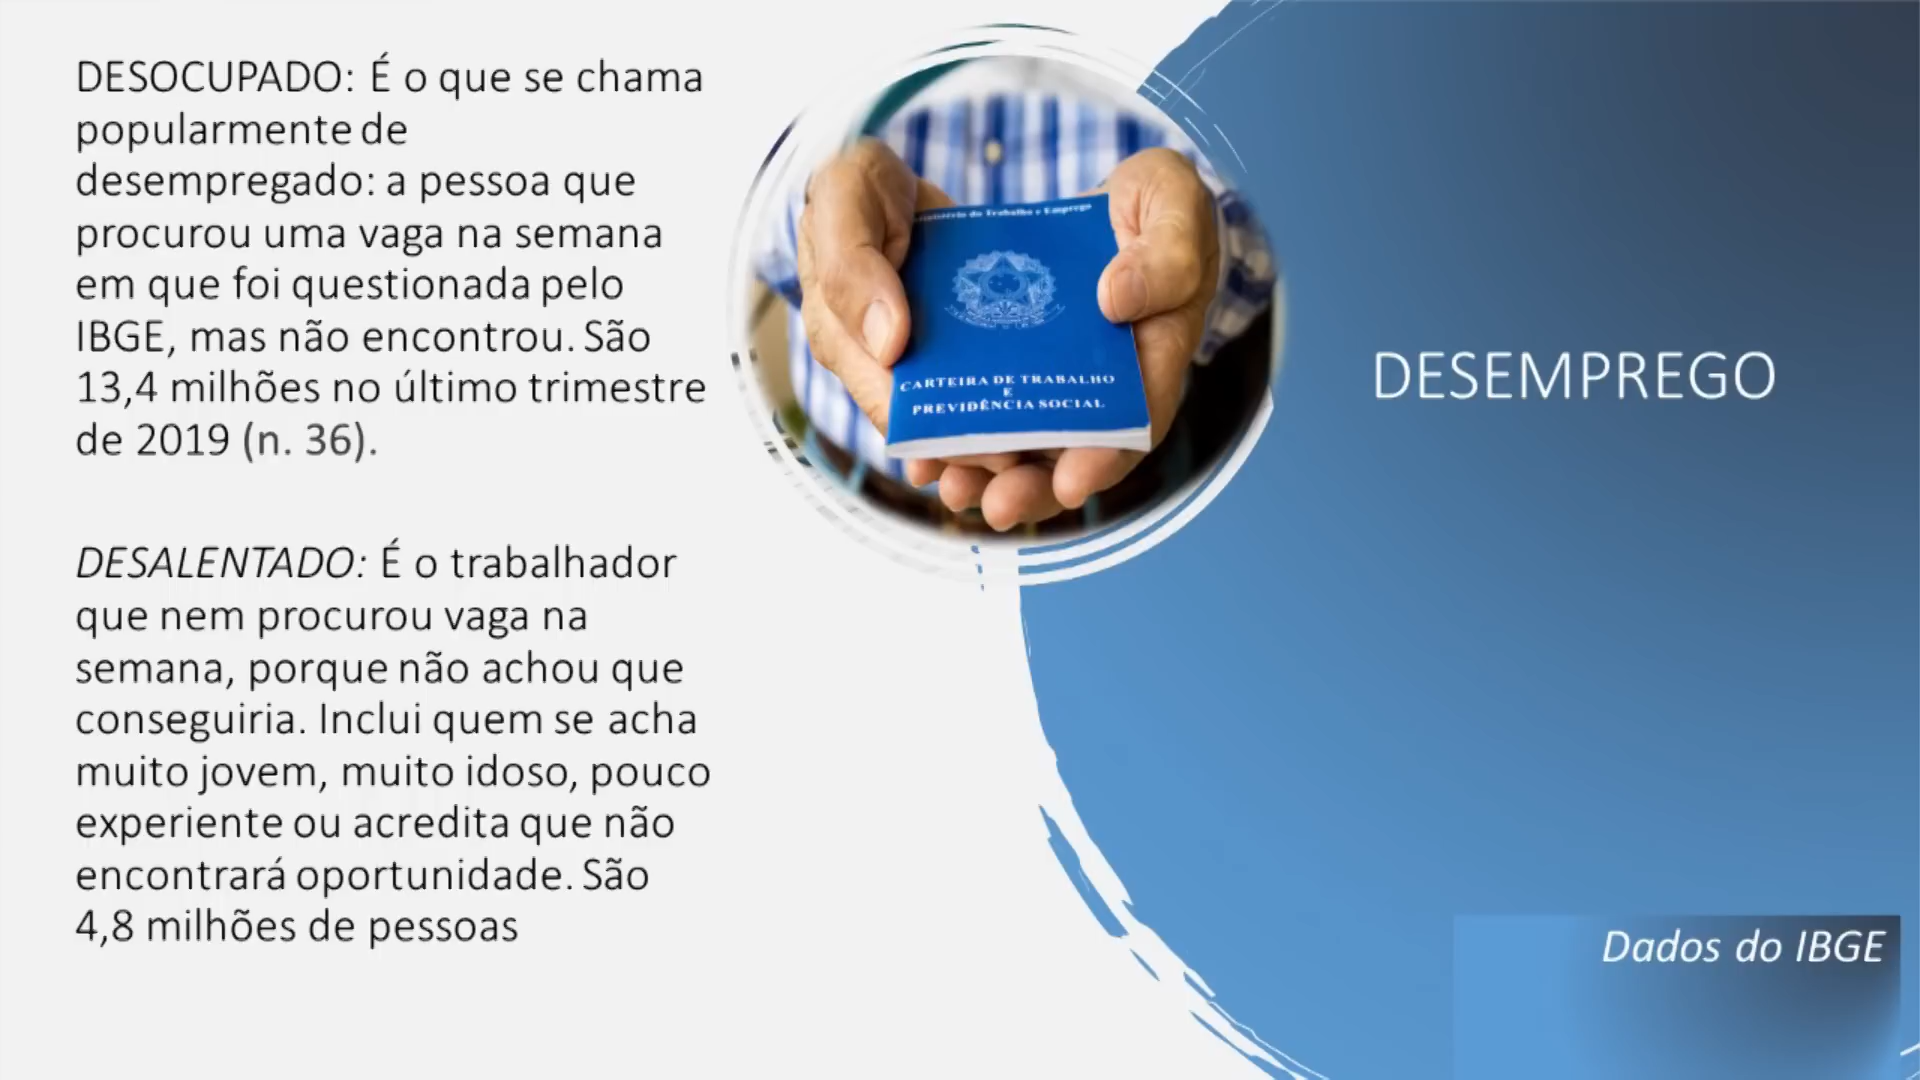 DESOCUPADO: É o que se chama
popularmente de
desempregado: a pessoa que
procurou uma vaga na semana
em que foi questionada pelo
IBGE, mas não encontrou. São
13,4 milhões no último trimestre
de 2019 (n. 36).
DESALENTADO: É o trabalhador
que nem procurou vaga na
semana, porque não achou que
conseguiria. Inclui quem se acha
muito jovem, muito idoso, pouco
experiente ou acredita que não
encontrará oportunidade. São
4,8 milhões de pessoas
Ministério do Trabalho e Emprego
CARTEIRA DE TRABALHO
E
PREVIDÊNCIA SOCIAL
DESEMPREGO
Dados do IBGE